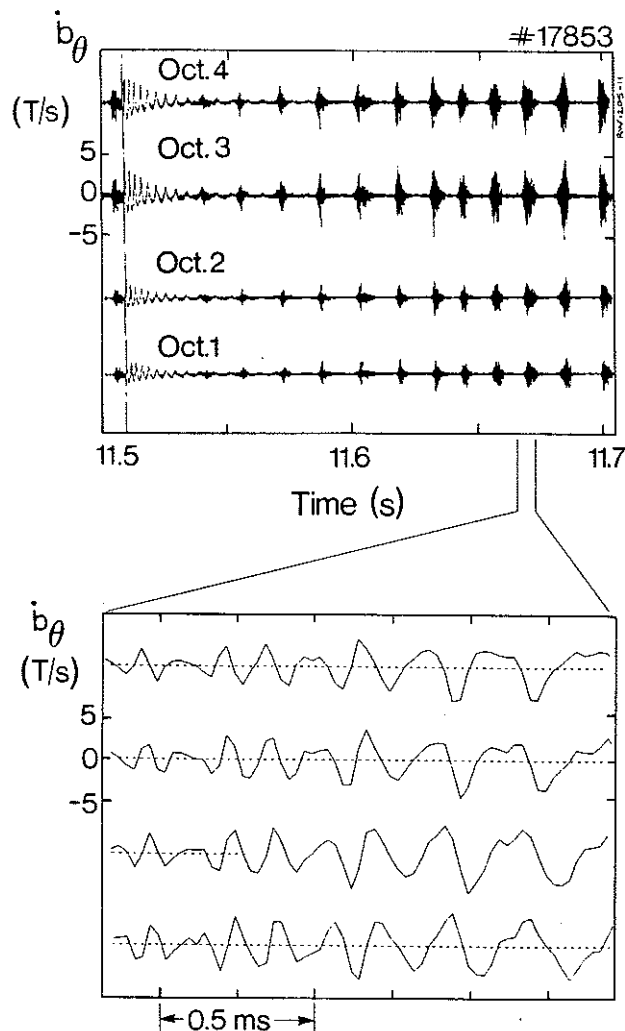 ḃθ
#17853
(T/s)
Oct.4
5
Oct.3
0
-5
Oct.2
Oct.1
11.5
11.6
11.7
Time (s)
ḃθ
(T/s)
5
0
-5
0.5 ms